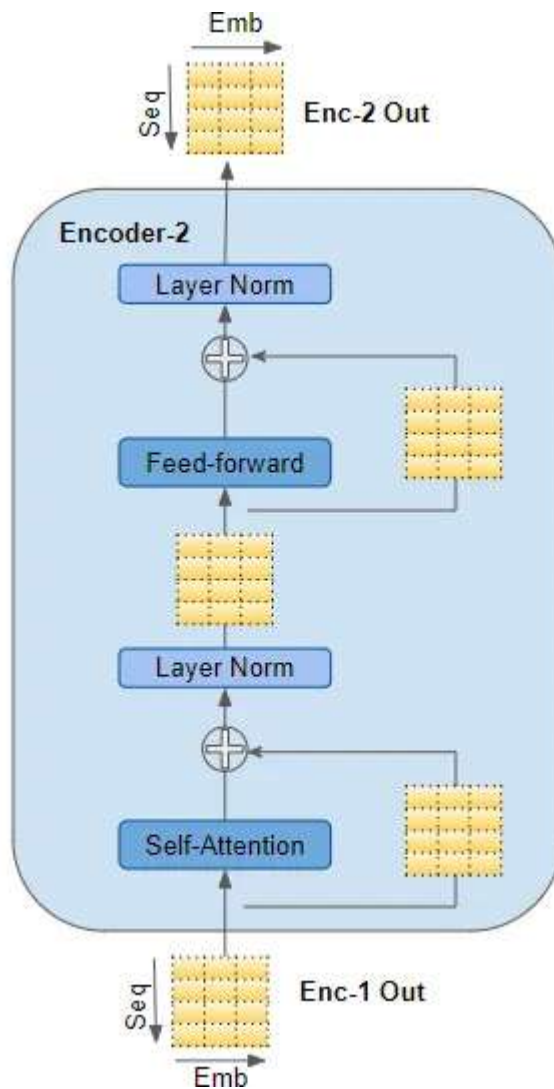 Emb
Seq
Enc-2 Out
Encoder-2
Layer Norm
Feed-forward
Layer Norm
Self-Attention
Enc-1 Out
Seq
Emb